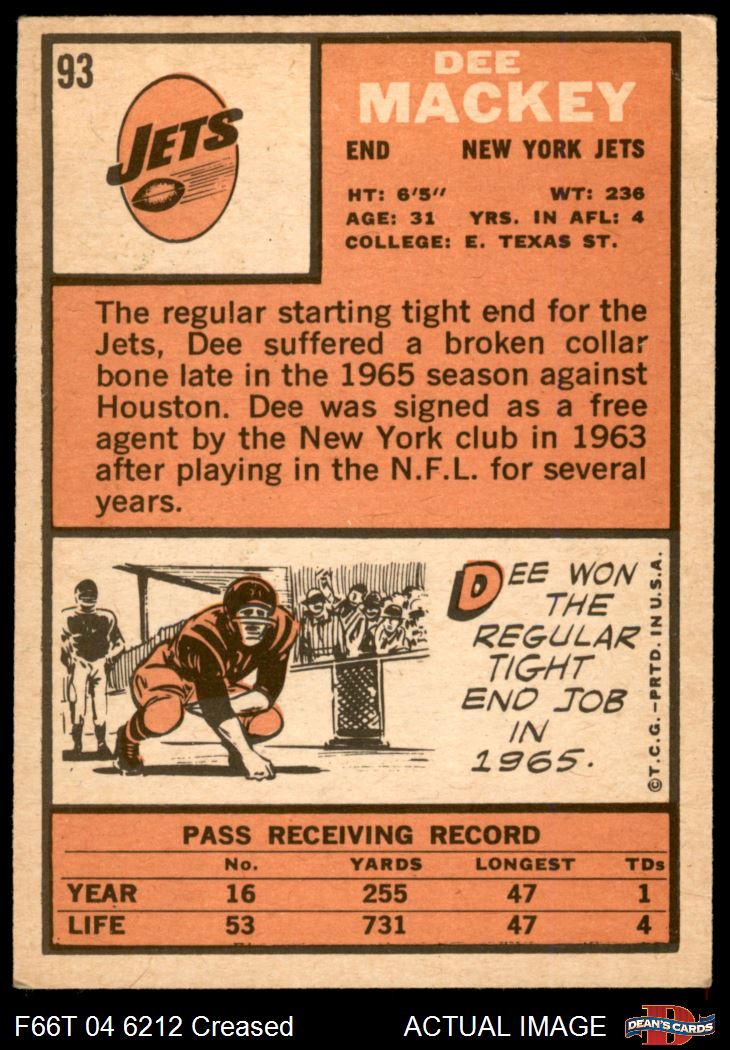 93
JETS
DEE
MACKEY
END NEW YORK JETS
HT: 6'5" WT: 236
AGE: 31 YRS. IN AFL: 4
COLLEGE: E. TEXAS ST.
The regular starting tight end for the
Jets, Dee suffered a broken collar
bone late in the 1965 season against
Houston. Dee was signed as a free
agent by the New York club in 1963
after playing in the N.F.L. for several
years.
DEE WON
THE
REGULAR
TIGHT
END JOB
IN
1965.
©T.C.G.–PRTD. IN U.S.A.
PASS RECEIVING RECORD
No. YARDS LONGEST TDs
YEAR 16 255 47 1
LIFE 53 731 47 4
F66T 04 6212 Creased ACTUAL IMAGE
D
DEAN'S CARDS